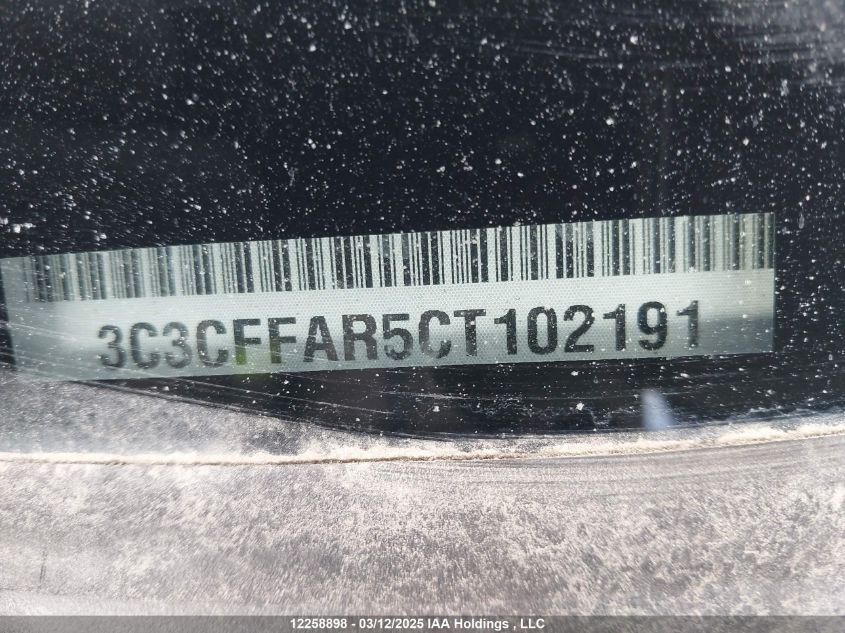 3C3CFFAR5CT102191
12258898 - 03/12/2025 IAA Holdings , LLC